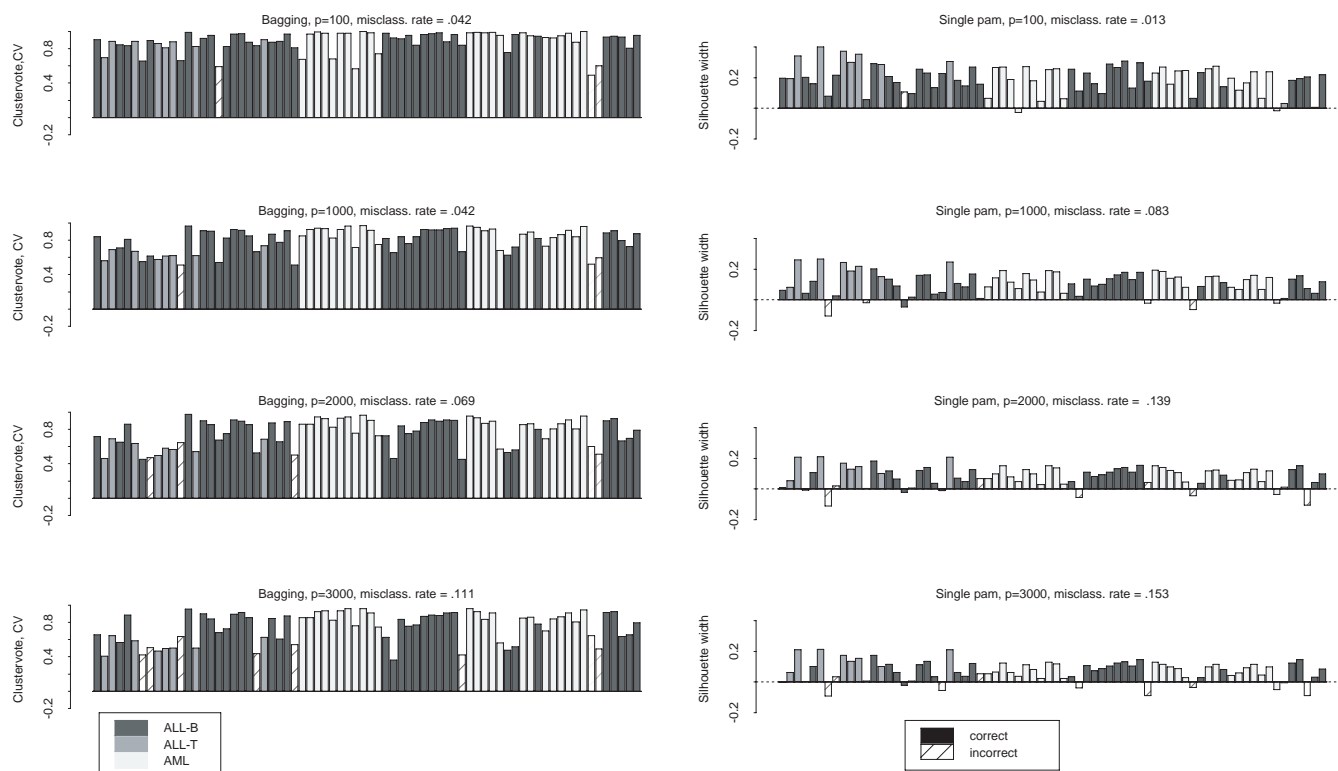 Bagging, p=100, misclass. rate = .042
Clustervote,CV
0.8
0.4
-0.2
Single pam, p=100, misclass. rate = .013
Silhouette width
0.2
-0.2
Bagging, p=1000, misclass. rate = .042
Clustervote, CV
0.8
0.4
-0.2
Single pam, p=1000, misclass. rate = .083
Silhouette width
0.2
-0.2
Bagging, p=2000, misclass. rate = .069
Clustervote,CV
0.8
0.4
-0.2
Single pam, p=2000, misclass. rate = .139
Silhouette width
0.2
-0.2
Bagging, p=3000, misclass. rate = .111
Clustervote, CV
0.8
0.4
-0.2
Single pam, p=3000, misclass. rate = .153
Silhouette width
0.2
-0.2
ALL-B
ALL-T
AML
correct
incorrect